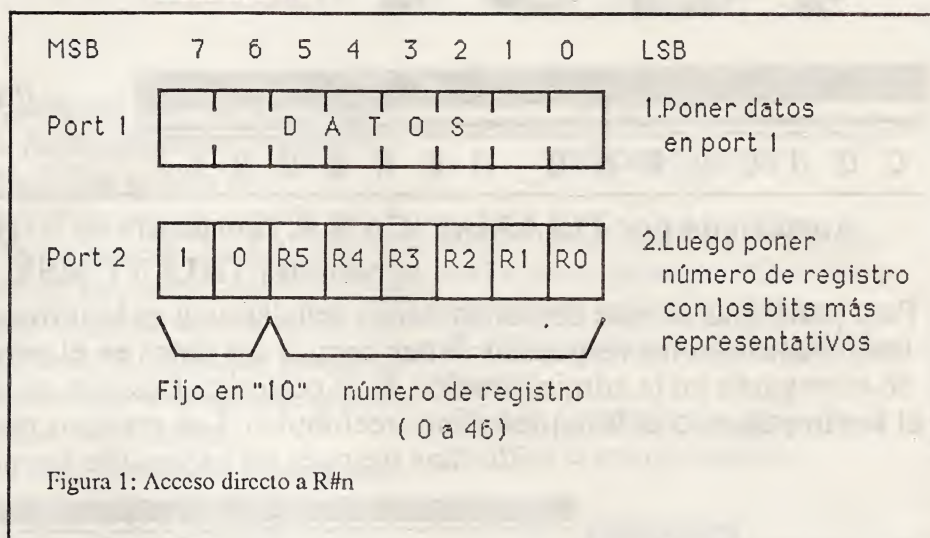 MSB 7 6 5 4 3 2 1 0 LSB
Port 1 D A T O S
1.Poner datos
en port 1
Port 2 1 0 R5 R4 R3 R2 R1 R0
2.Luego poner
número de registro
con los bits más
representativos
Fijo en "10" número de registro
( 0 a 46)
Figura 1: Acceso directo a R#n